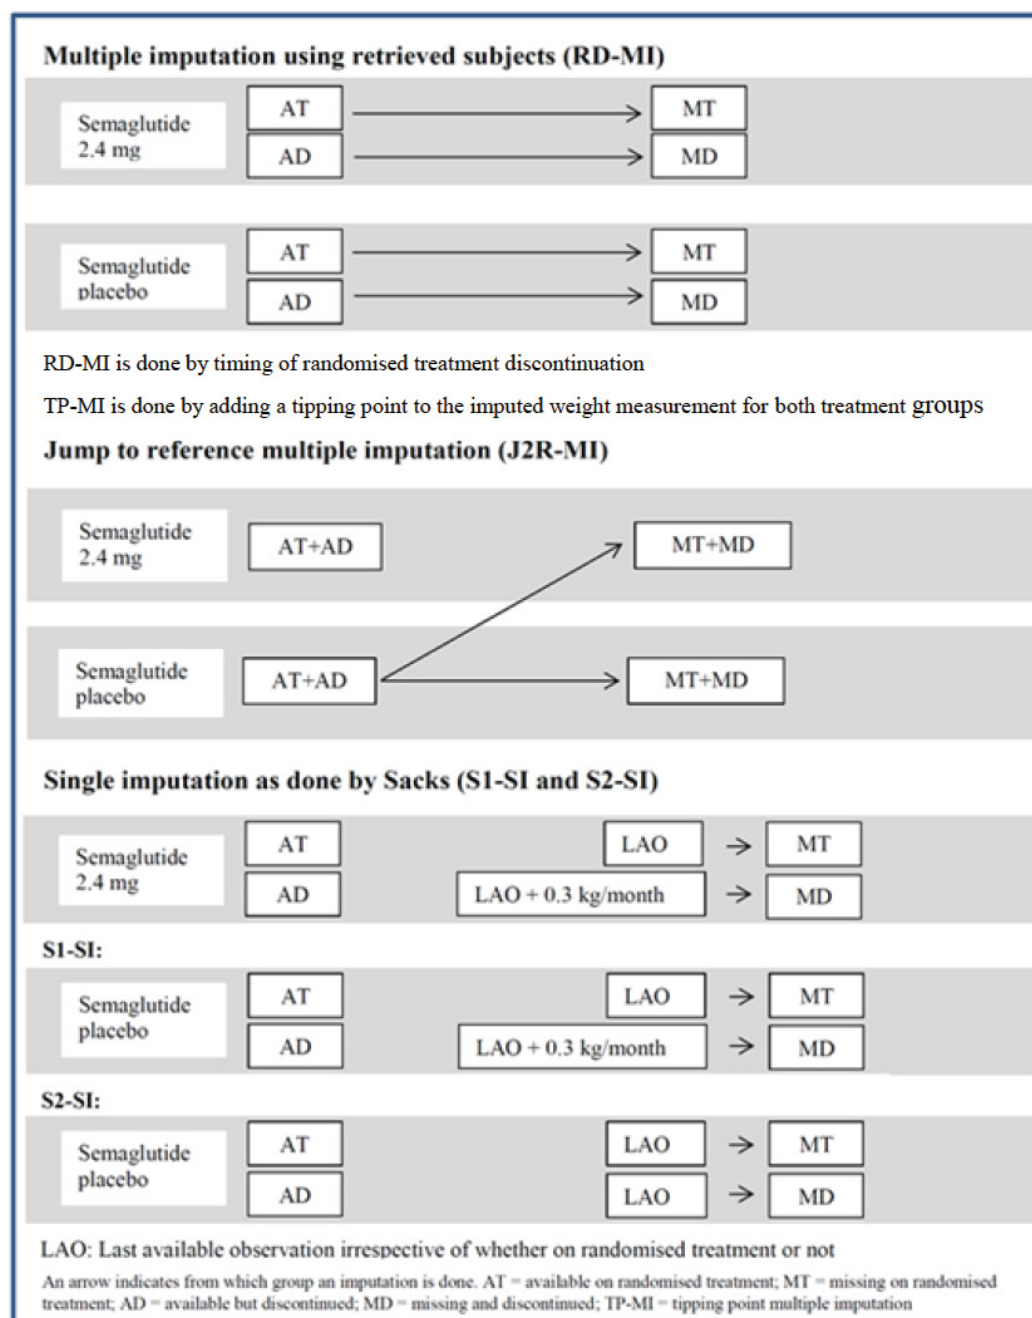 Multiple imputation using retrieved subjects (RD-MI)
Semaglutide
2.4 mg
AT
MT
AD
MD
Semaglutide
placebo
AT
MT
AD
MD
RD-MI is done by timing of randomised treatment discontinuation
TP-MI is done by adding a tipping point to the imputed weight measurement for both treatment groups
Jump to reference multiple imputation (J2R-MI)
Semaglutide
2.4 mg
AT+AD
MT+MD
Semaglutide
placebo
AT+AD
MT+MD
Single imputation as done by Sacks (S1-SI and S2-SI)
Semaglutide
2.4 mg
AT
LAO
MT
AD
LAO + 0.3 kg/month
MD
S1-SI:
Semaglutide
placebo
AT
LAO
MT
AD
LAO + 0.3 kg/month
MD
S2-SI:
Semaglutide
placebo
AT
LAO
MT
AD
LAO
MD
LAO: Last available observation irrespective of whether on randomised treatment or not
An arrow indicates from which group an imputation is done. AT = available on randomised treatment; MT = missing on randomised
treatment; AD = available but discontinued; MD = missing and discontinued; TP-MI = tipping point multiple imputation